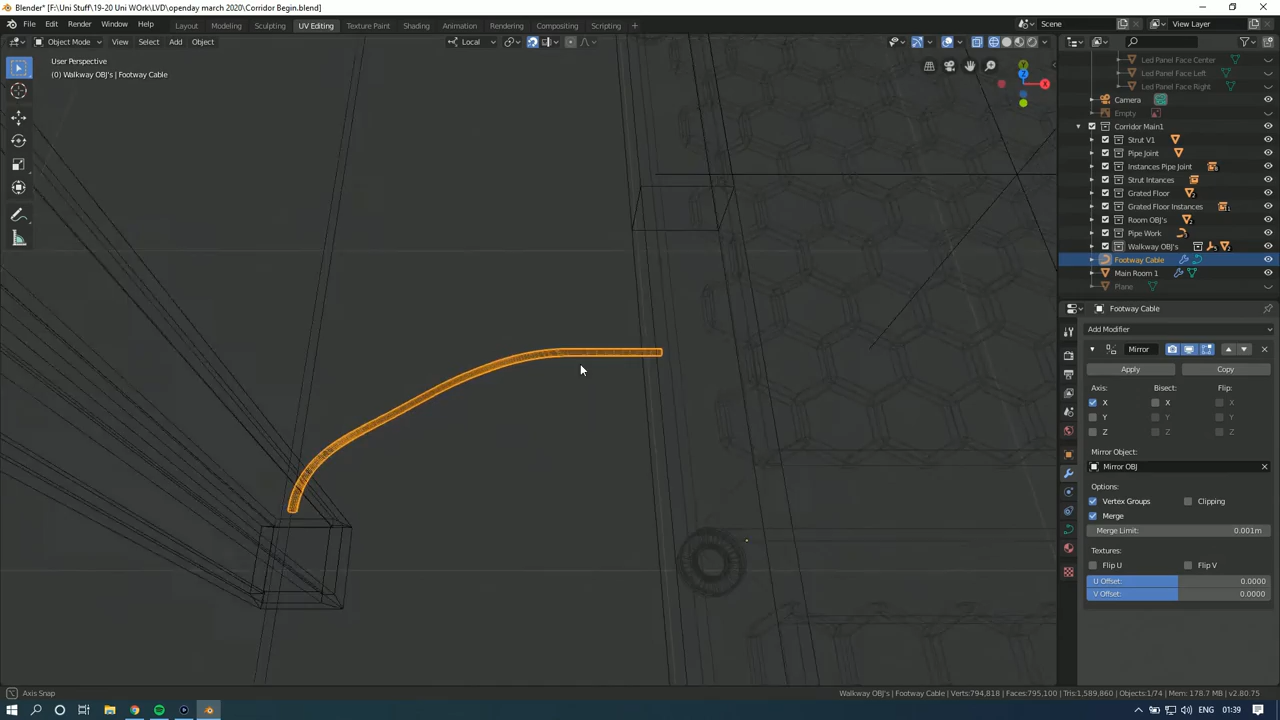 Blender* [F:\Uni Stuff\19-20 Uni WOrk\LVD\openday march 2020\Corridor Begin.blend]
File Edit Render Window Help Layout Modeling Sculpting UV Editing Texture Paint Shading Animation Rendering Compositing Scripting Scene View Layer
Object Mode View Select Add Object Local
User Perspective
(0) Walkway OBJ's | Footway Cable
Z
X
Y
Led Panel Face Center
Led Panel Face Left
Led Panel Face Right
Camera
Empty
Corridor Main1
Strut V1
Pipe Joint
Instances Pipe Joint
Strut Intances
Grated Floor
Grated Floor Instances
Room OBJ's
Pipe Work
Walkway OBJ's
Footway Cable
Main Room 1
Plane
Footway Cable
Add Modifier
Mirror
Apply Copy
Axis: Bisect: Flip:
X X X
Y Y Y
Z Z Z
Mirror Object:
Mirror OBJ
Options:
Vertex Groups Clipping
Merge
Merge Limit: 0.001m
Textures:
Flip U Flip V
U Offset: 0.0000
V Offset: 0.0000
Axis Snap Walkway OBJ's | Footway Cable | Verts:794,818 | Faces:795,100 | Tris:1,589,860 | Objects:1/74 | Mem: 178.7 MB | v2.80.75
ENG 01:39